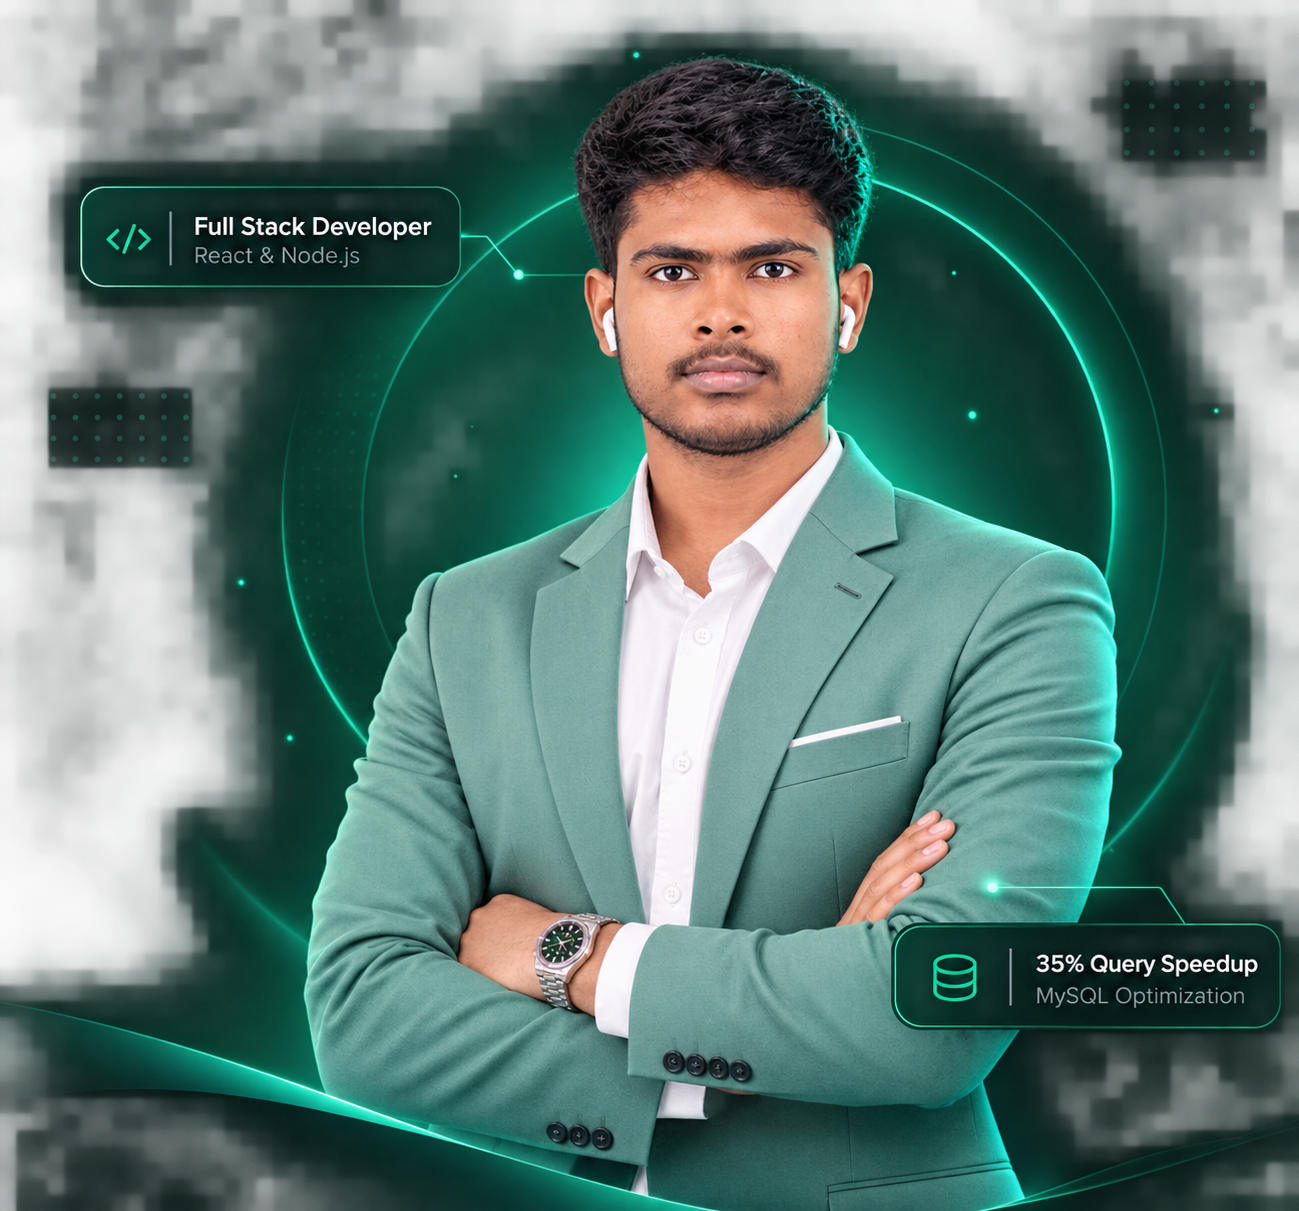 Full Stack Developer
React & Node.js
35% Query Speedup
MySQL Optimization